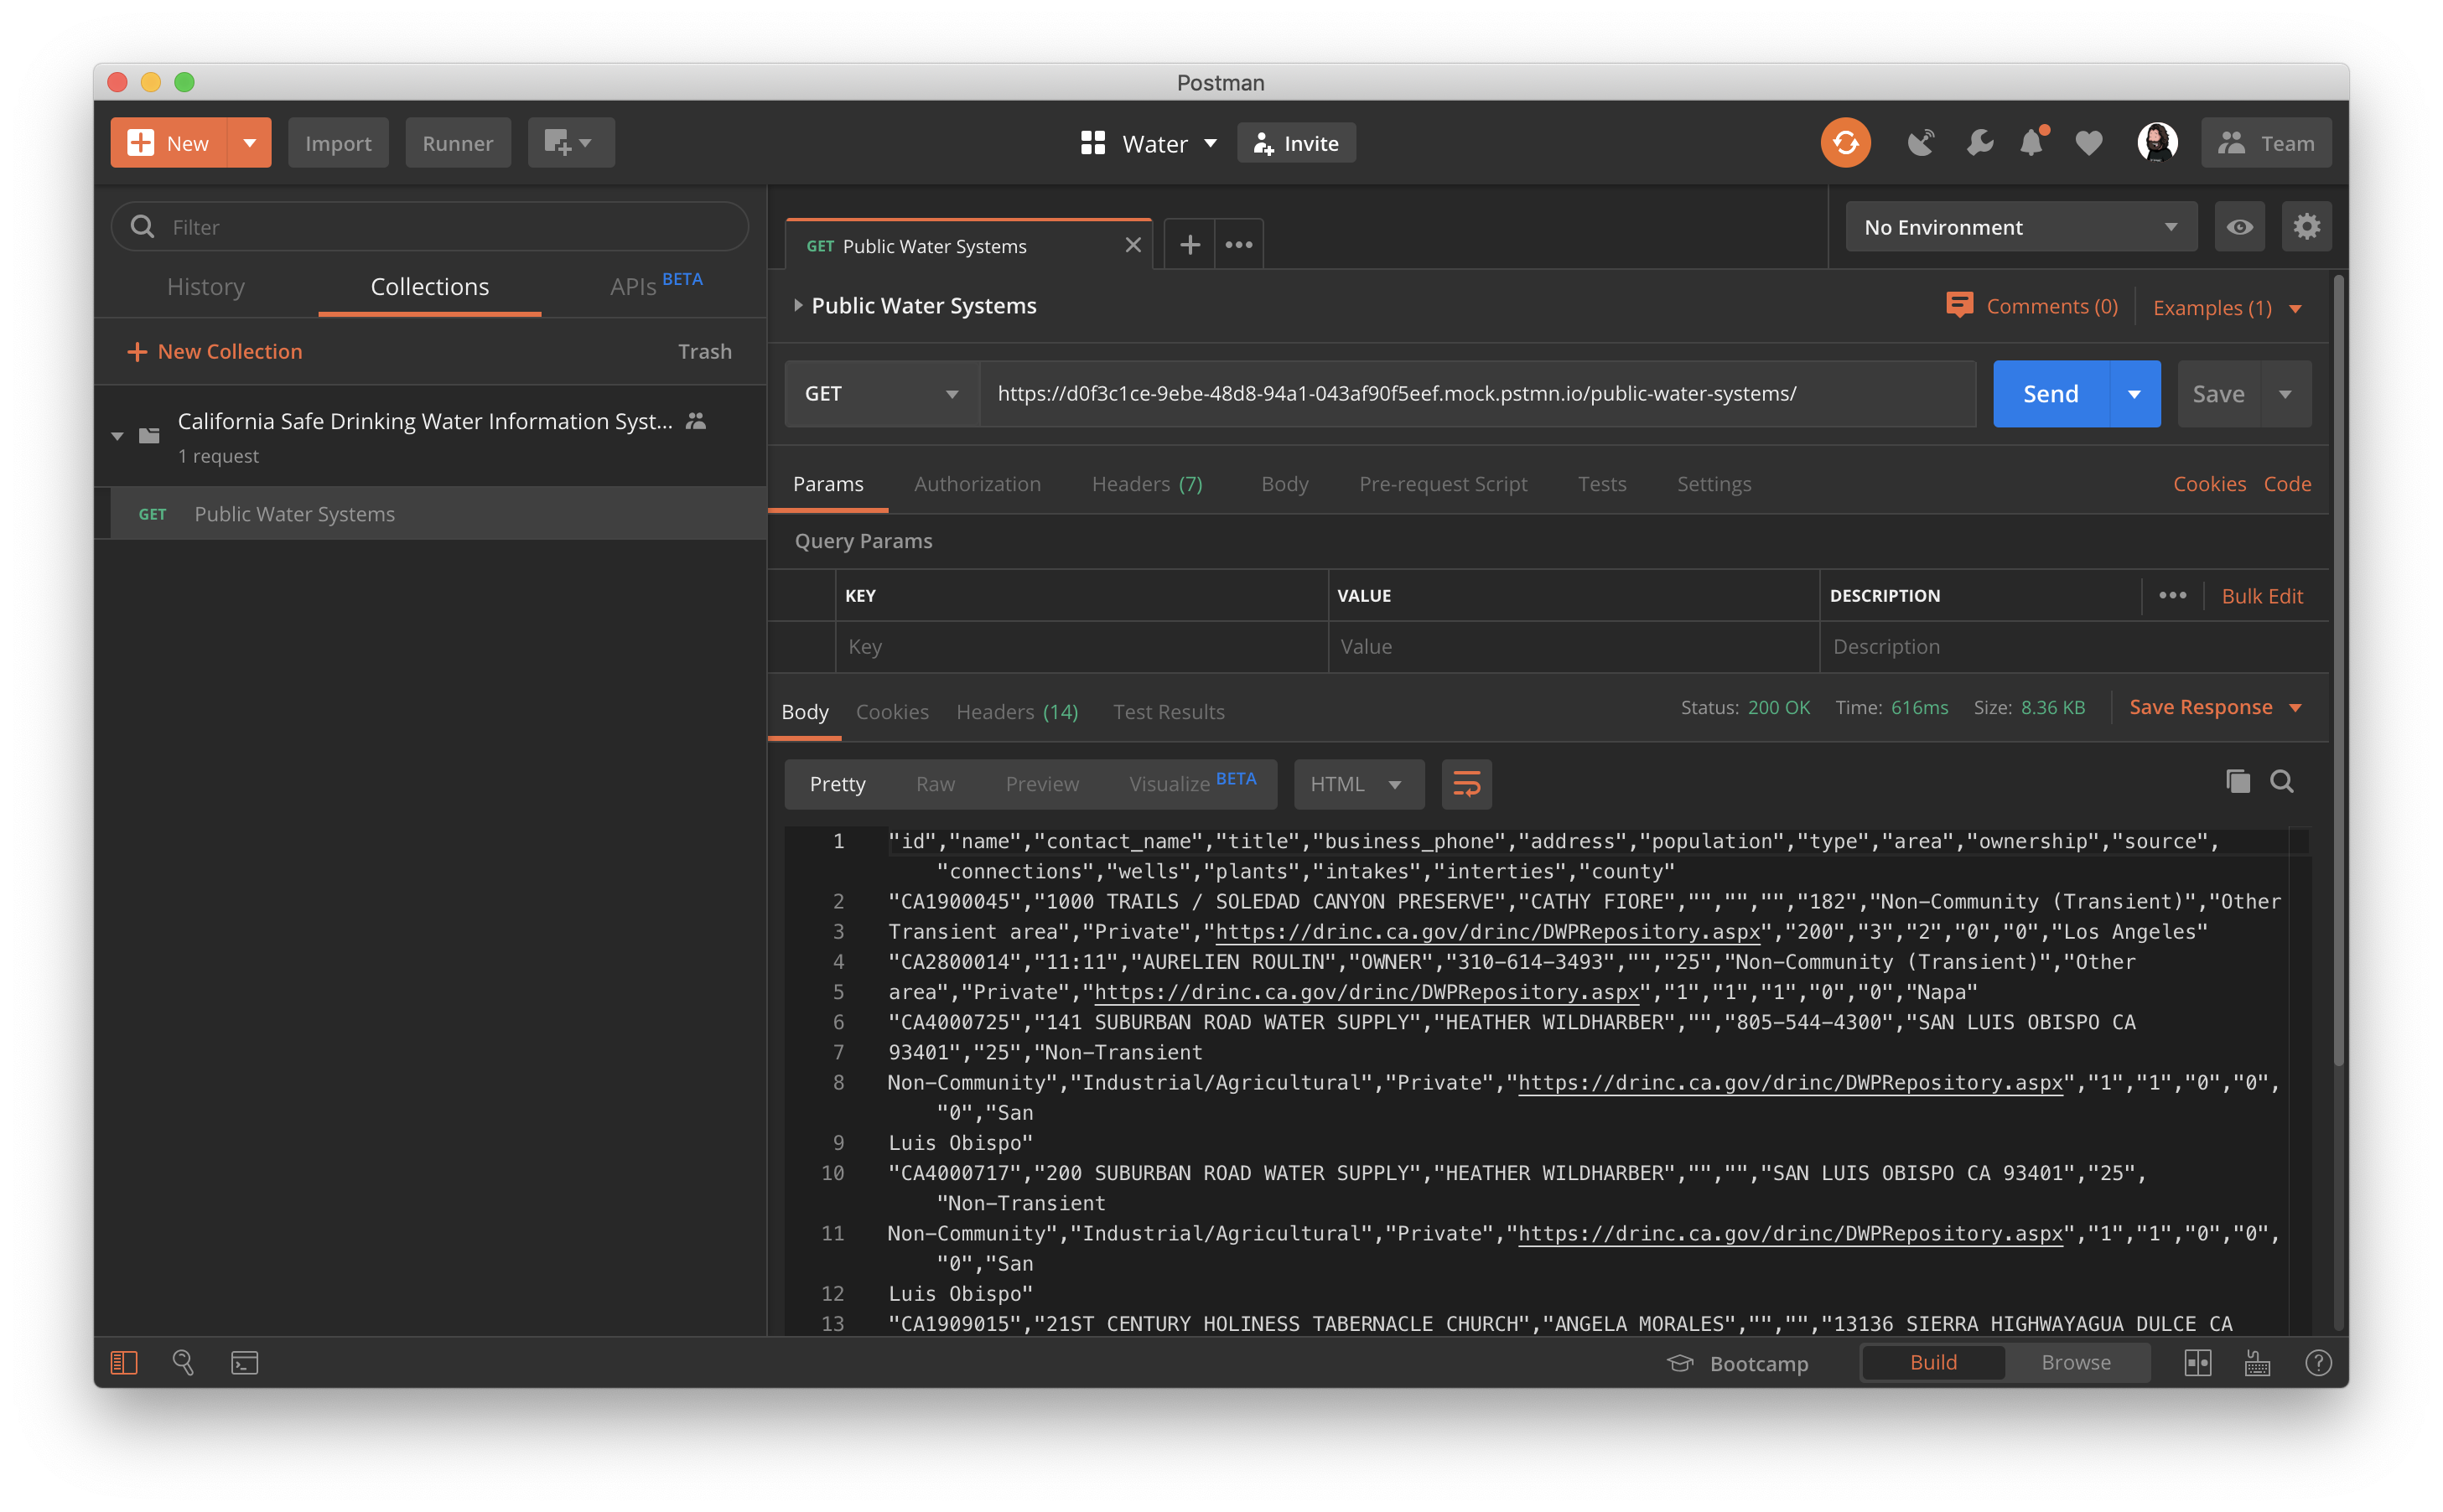 Postman
New
Import
Runner
Water
Invite
Team
Filter
History
Collections
APIs BETA
New Collection
Trash
California Safe Drinking Water Information Syst...
1 request
GET Public Water Systems
GET Public Water Systems
No Environment
Public Water Systems
Comments (0)
Examples (1)
GET
https://d0f3c1ce-9ebe-48d8-94a1-043af90f5eef.mock.pstmn.io/public-water-systems/
Send
Save
Params
Authorization
Headers (7)
Body
Pre-request Script
Tests
Settings
Cookies
Code
Query Params
KEY
VALUE
DESCRIPTION
Bulk Edit
Key
Value
Description
Body
Cookies
Headers (14)
Test Results
Status: 200 OK
Time: 616ms
Size: 8.36 KB
Save Response
Pretty
Raw
Preview
Visualize BETA
HTML
1 "id","name","contact_name","title","business_phone","address","population","type","area","ownership","source",
"connections","wells","plants","intakes","interties","county"
2 "CA1900045","1000 TRAILS / SOLEDAD CANYON PRESERVE","CATHY FIORE","","","","182","Non-Community (Transient)","Other
3 Transient area","Private","https://drinc.ca.gov/drinc/DWPRepository.aspx","200","3","2","0","0","Los Angeles"
4 "CA2800014","11:11","AURELIEN ROULIN","OWNER","310-614-3493","","25","Non-Community (Transient)","Other
5 area","Private","https://drinc.ca.gov/drinc/DWPRepository.aspx","1","1","1","0","0","Napa"
6 "CA4000725","141 SUBURBAN ROAD WATER SUPPLY","HEATHER WILDHARBER","","805-544-4300","SAN LUIS OBISPO CA
7 93401","25","Non-Transient
8 Non-Community","Industrial/Agricultural","Private","https://drinc.ca.gov/drinc/DWPRepository.aspx","1","1","0","0",
"0","San
9 Luis Obispo"
10 "CA4000717","200 SUBURBAN ROAD WATER SUPPLY","HEATHER WILDHARBER","","","SAN LUIS OBISPO CA 93401","25",
"Non-Transient
11 Non-Community","Industrial/Agricultural","Private","https://drinc.ca.gov/drinc/DWPRepository.aspx","1","1","0","0",
"0","San
12 Luis Obispo"
13 "CA1909015","21ST CENTURY HOLINESS TABERNACLE CHURCH","ANGELA MORALES","","","13136 SIERRA HIGHWAYAGUA DULCE CA
Bootcamp
Build
Browse